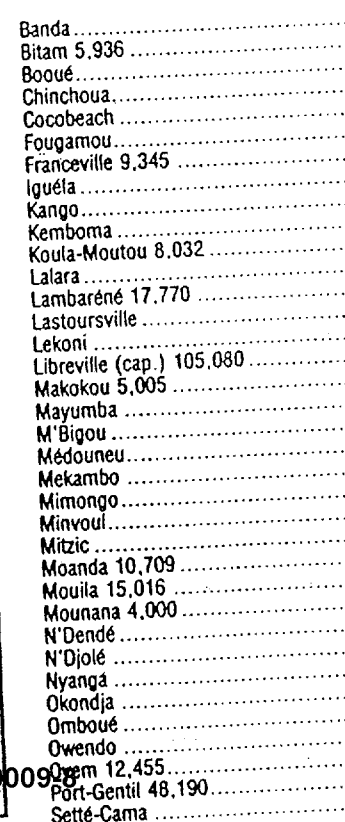 Banda
Bitam 5,936
Booué
Chinchoua
Cocobeach
Fougamou
Franceville 9,345
Iguéla
Kango
Kemboma
Koula-Moutou 8,032
Lalara
Lambaréné 17,770
Lastoursville
Lekoni
Libreville (cap.) 105,080
Makokou 5,005
Mayumba
M'Bigou
Médouneu
Mekambo
Mimongo
Minvoul
Mitzic
Moanda 10,709
Mouila 15,016
Mounana 4,000
N'Dendé
N'Djolé
Nyanga
Okondja
Omboué
Owendo
0009-8
Oyem 12,455
Port-Gentil 48,190
Setté-Cama